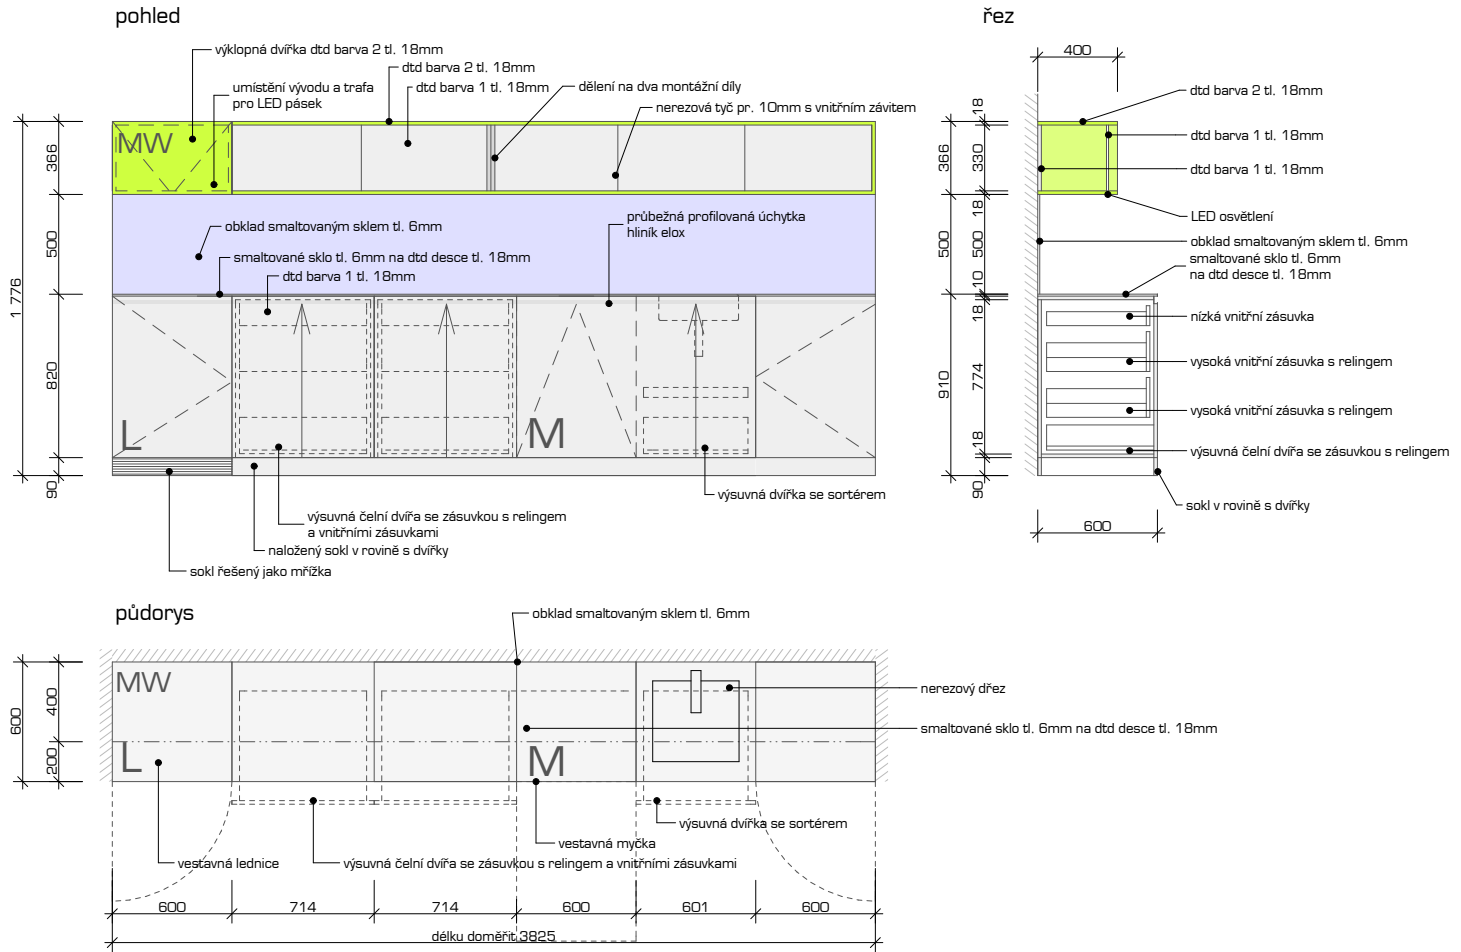 pohled
výklopná dvířka dtd barva 2 tl. 18mm
umístění vývodu a trafa
pro LED pásek
dtd barva 2 tl. 18mm
dtd barva 1 tl. 18mm
dělení na dva montážní díly
nerezová tyč pr. 10mm s vnitřním závitem
MW
obklad smaltovaným sklem tl. 6mm
průbežná profilovaná úchytka
hliník elox
smaltované sklo tl. 6mm na dtd desce tl. 18mm
dtd barva 1 tl. 18mm
L
M
1 776
366
500
820
90
výsuvná dvířka se sortérem
výsuvná čelní dvířa se zásuvkou s relingem
a vnitřními zásuvkami
naložený sokl v rovině s dvířky
sokl řešený jako mřížka
řez
400
dtd barva 2 tl. 18mm
dtd barva 1 tl. 18mm
dtd barva 1 tl. 18mm
LED osvětlení
obklad smaltovaným sklem tl. 6mm
smaltované sklo tl. 6mm
na dtd desce tl. 18mm
nízká vnitřní zásuvka
vysoká vnitřní zásuvka s relingem
vysoká vnitřní zásuvka s relingem
výsuvná čelní dvířa se zásuvkou s relingem
sokl v rovině s dvířky
366
500
910
18
330
18
500
10
18
774
18
90
600
půdorys
obklad smaltovaným sklem tl. 6mm
MW
L
M
600
400
200
nerezový dřez
smaltované sklo tl. 6mm na dtd desce tl. 18mm
výsuvná dvířka se sortérem
vestavná myčka
vestavná lednice
výsuvná čelní dvířa se zásuvkou s relingem a vnitřními zásuvkami
600
714
714
600
601
600
délku doměřit 3825